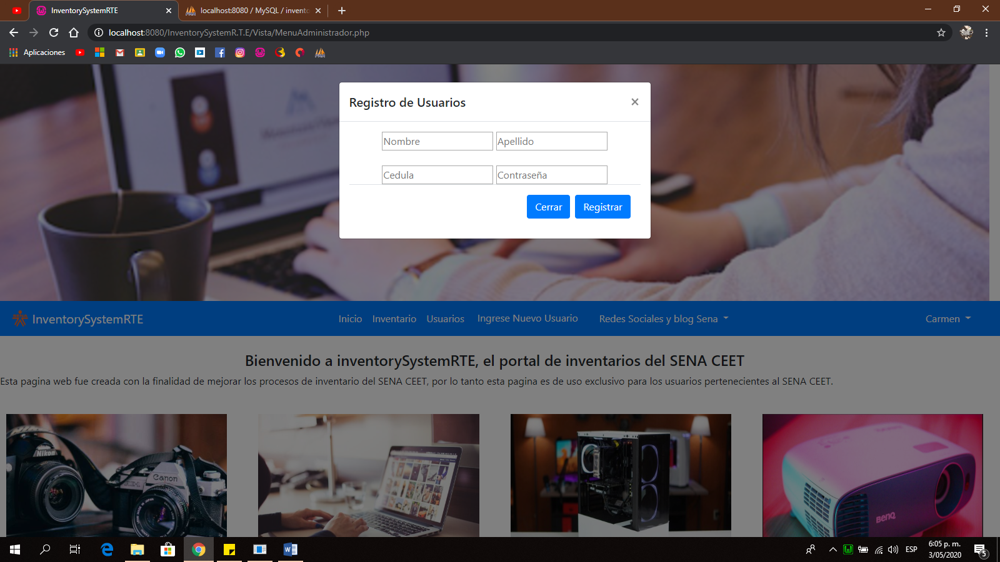 InventorySystemRTE
localhost:8080 / MySQL / invento
localhost:8080/InventorySystemR.T.E/Vista/MenuAdministrador.php
Aplicaciones
Registro de Usuarios
Nombre Apellido
Cedula Contraseña
Cerrar Registrar
InventorySystemRTE Inicio Inventario Usuarios Ingrese Nuevo Usuario Redes Sociales y blog Sena Carmen
Bienvenido a inventorySystemRTE, el portal de inventarios del SENA CEET
Esta pagina web fue creada con la finalidad de mejorar los procesos de inventario del SENA CEET, por lo tanto esta pagina es de uso exclusivo para los usuarios pertenecientes al SENA CEET.
Nikon
Canon
BenQ
ESP
6:05 p. m.
3/05/2020
5